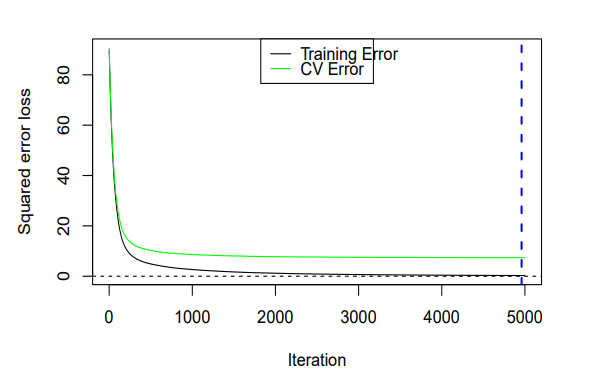 Training Error
CV Error
Squared error loss
80
60
40
20
0
0 1000 2000 3000 4000 5000
Iteration